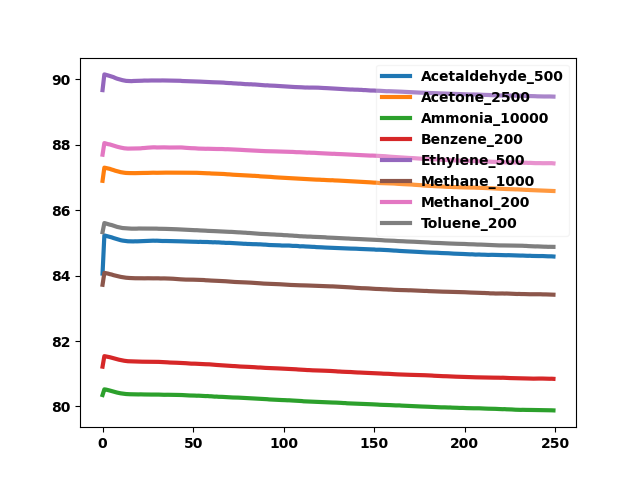 90
88
86
84
82
80
0
50
100
150
200
250
Acetaldehyde_500
Acetone_2500
Ammonia_10000
Benzene_200
Ethylene_500
Methane_1000
Methanol_200
Toluene_200